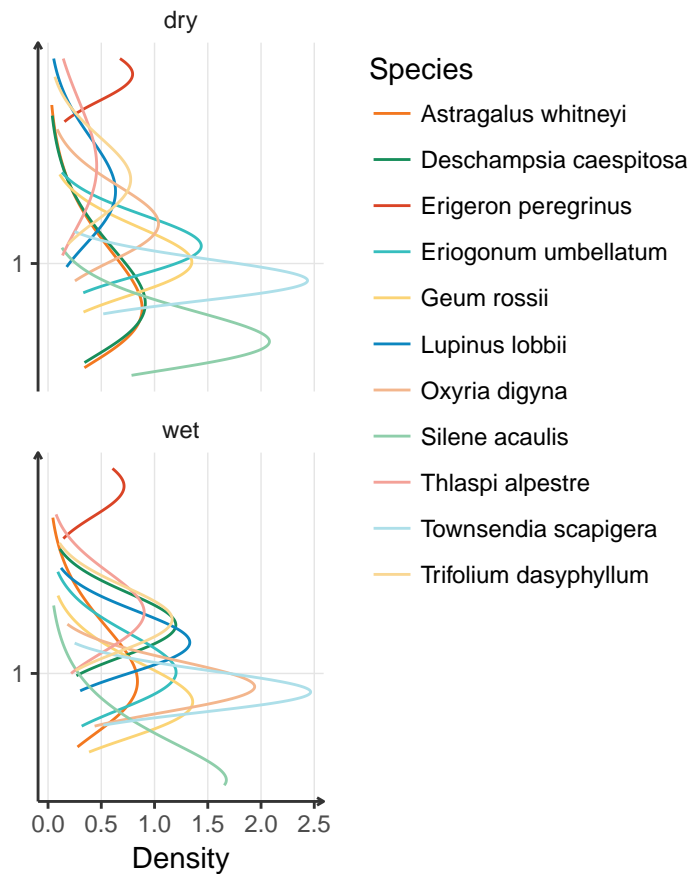 dry
1
wet
1
0.0 0.5 1.0 1.5 2.0 2.5
Density
Species
Astragalus whitneyi
Deschampsia caespitosa
Erigeron peregrinus
Eriogonum umbellatum
Geum rossii
Lupinus lobbii
Oxyria digyna
Silene acaulis
Thlaspi alpestre
Townsendia scapigera
Trifolium dasyphyllum